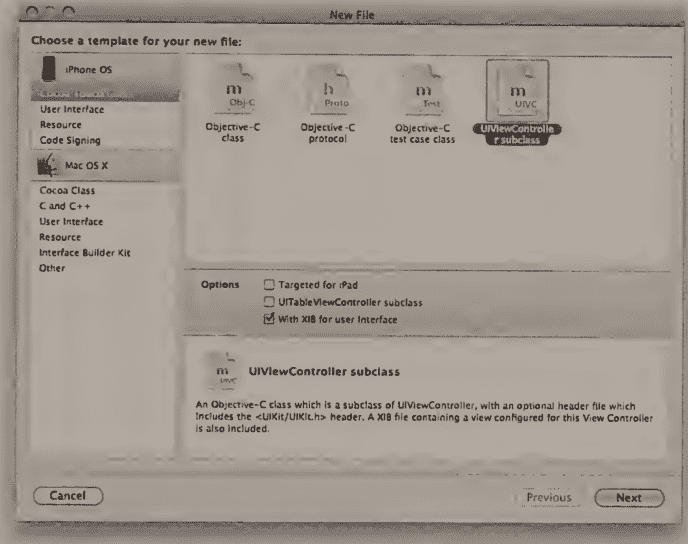 New File
Choose a template for your new file:
iPhone OS
User Interface
Resource
Code Signing
Mac OS X
Cocoa Class
C and C++
User Interface
Resource
Interface Builder Kit
Other
m
Obj-C
Objective-C
class
h
Proto
Objective-C
protocol
m
Test
Objective-C
test case class
m
UIVC
UIViewControlle
r subclass
Options
Targeted for iPad
UITableViewController subclass
With XIB for user interface
m
UIVC
UIViewController subclass
An Objective-C class which is a subclass of UIViewController, with an optional header file which
includes the <UIKit/UIKit.h> header. A XIB file containing a view configured for this View Controller
is also included.
Cancel
Previous
Next